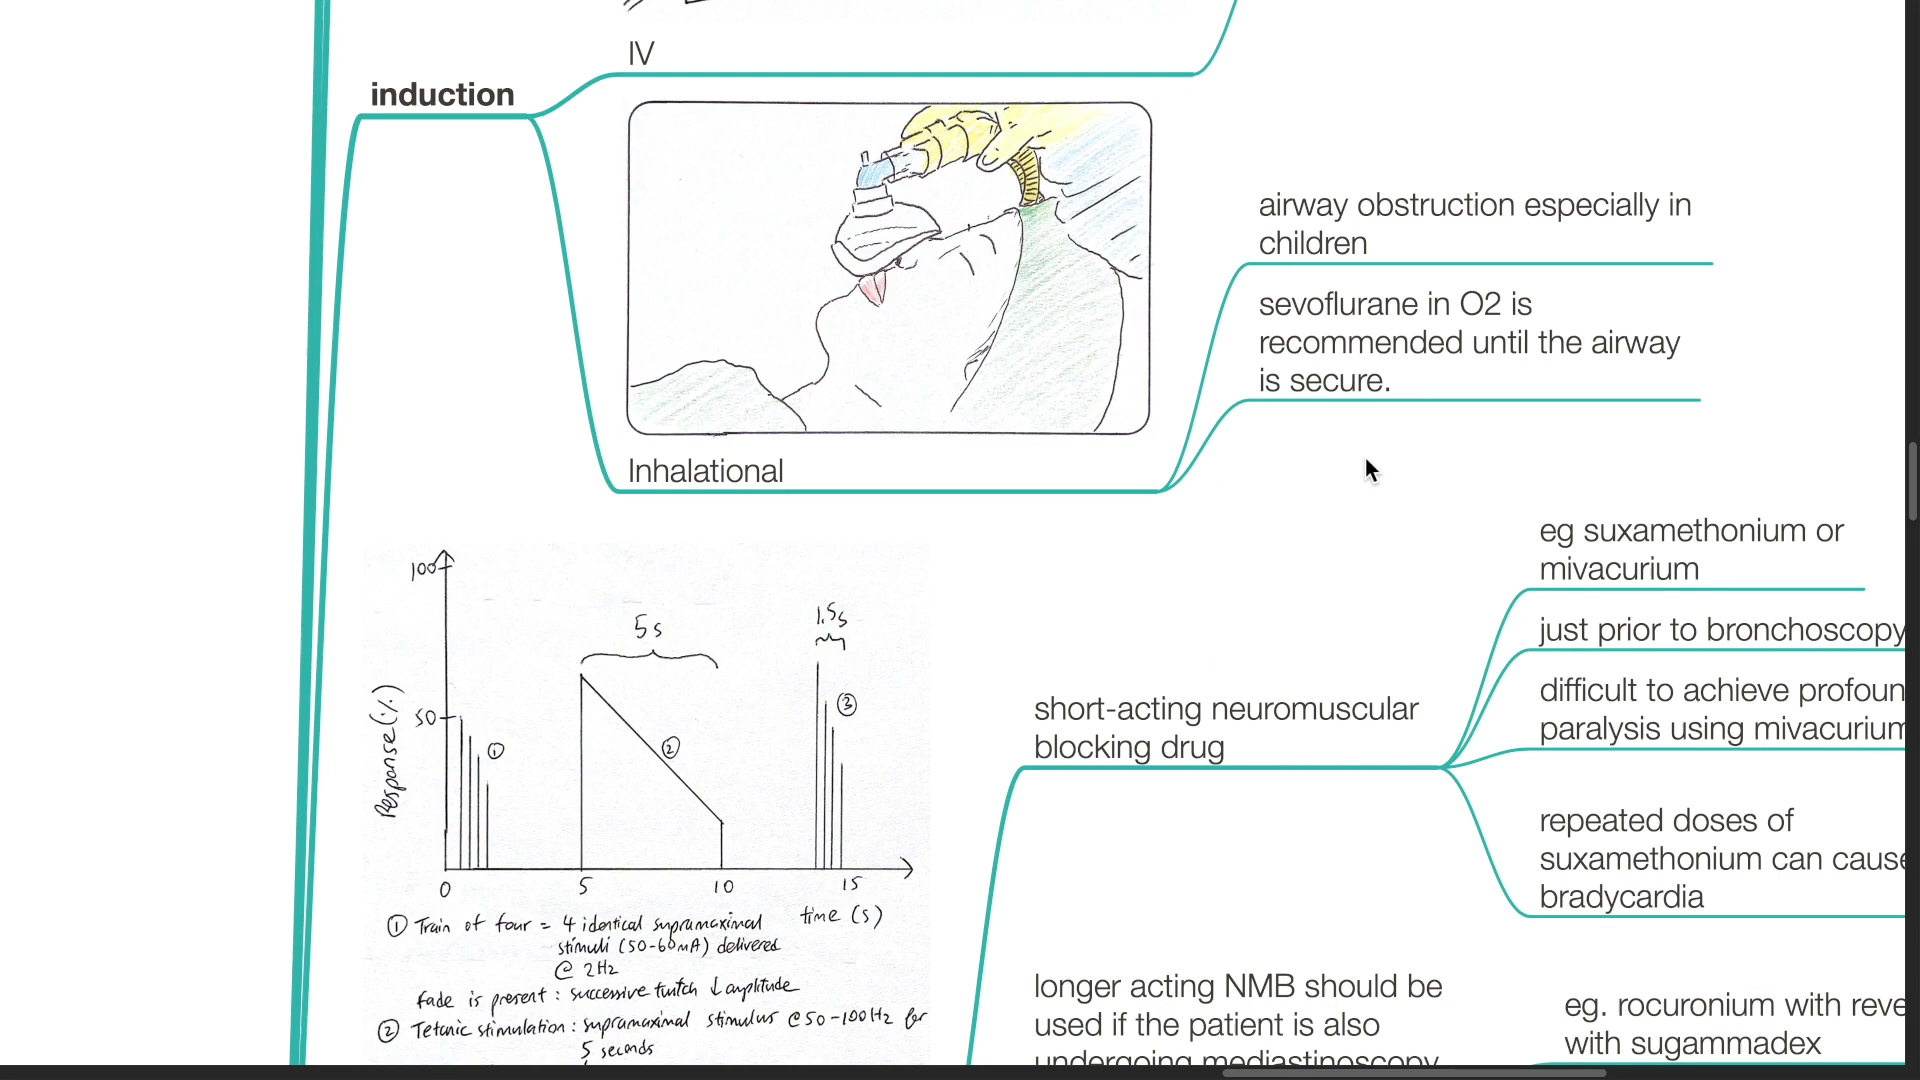 IV
induction
airway obstruction especially in
children
sevoflurane in O2 is
recommended until the airway
is secure.
Inhalational
100
50
Response (%)
5s
1.5s
①
②
③
0
5
10
15
time (s)
① Train of four = 4 identical supramaximal
stimuli (50-60mA) delivered
@ 2Hz
fade is present : successive twitch ↓ amplitude
② Tetanic stimulation : supramaximal stimulus @ 50-100Hz for
5 seconds
short-acting neuromuscular
blocking drug
eg suxamethonium or
mivacurium
just prior to bronchoscopy
difficult to achieve profoun
paralysis using mivacurium
repeated doses of
suxamethonium can cause
bradycardia
longer acting NMB should be
used if the patient is also
undergoing mediastinoscopy
eg. rocuronium with reve
with sugammadex